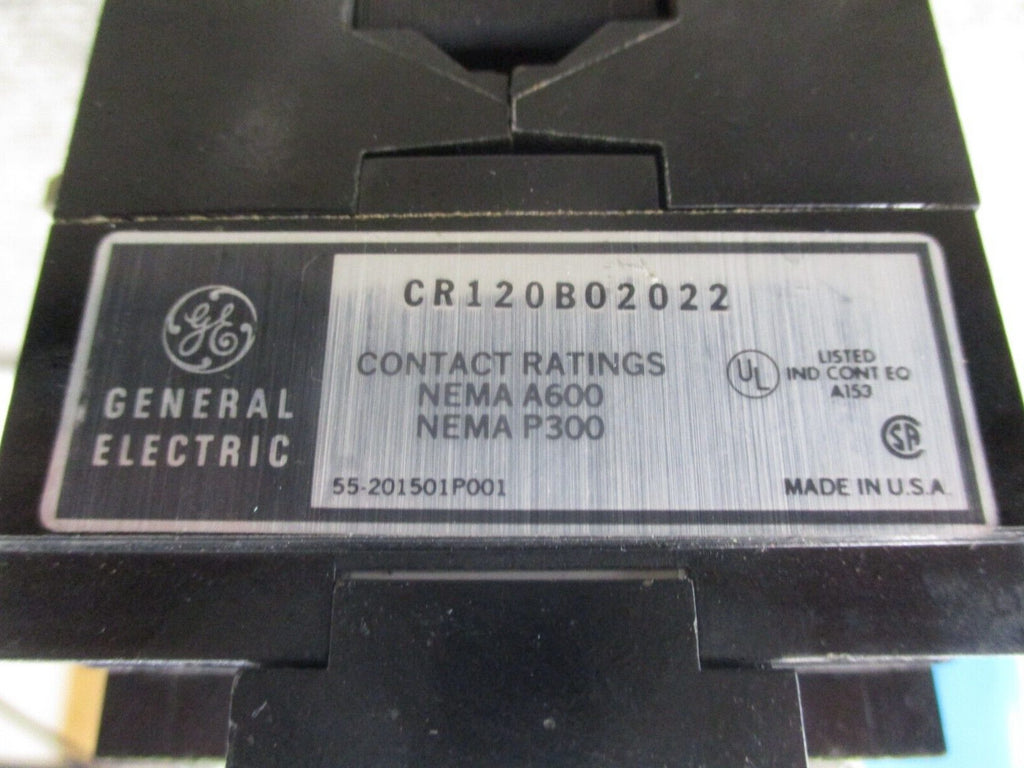 CR120B02022
GE
GENERAL
ELECTRIC
CONTACT RATINGS
NEMA A600
NEMA P300
UL
LISTED
IND CONT EQ
A153
SA
55-201501P001
MADE IN U.S.A.